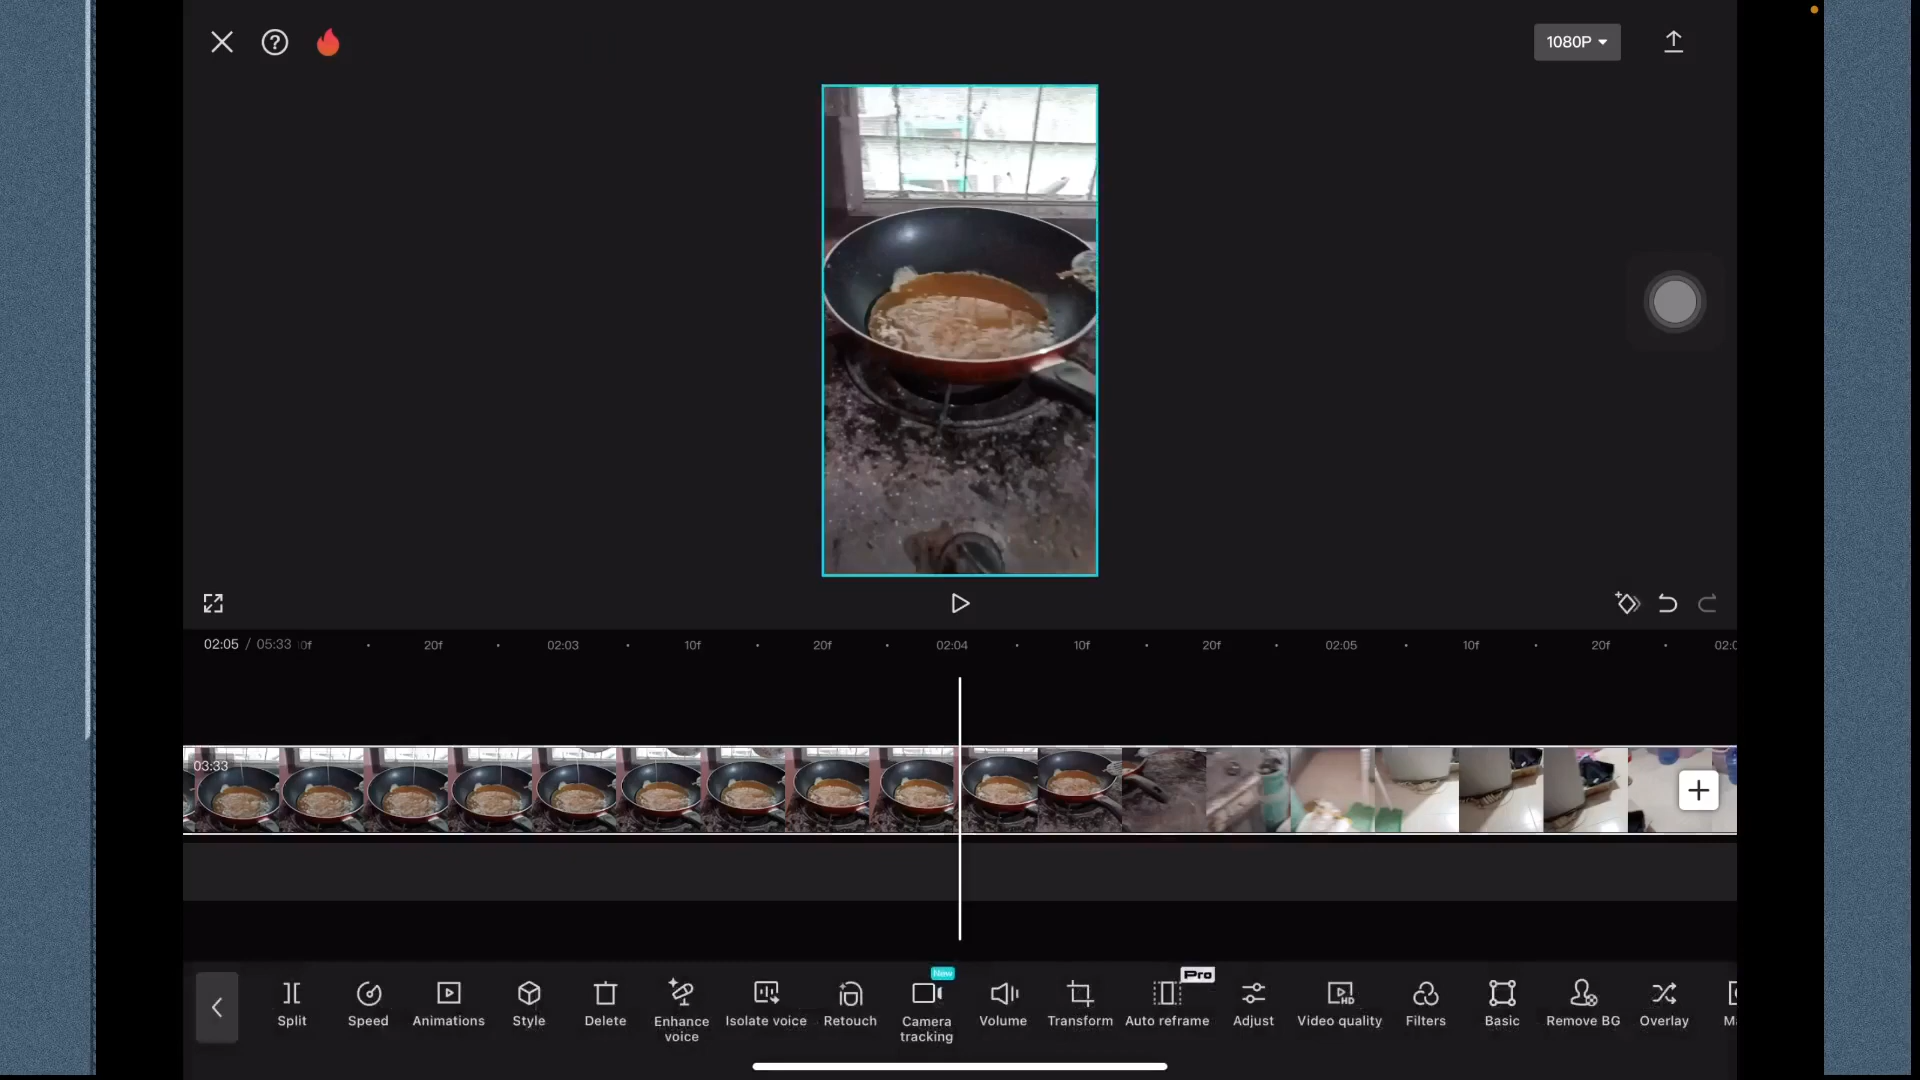 1080P
02:05 / 05:33 10f 20f 02:03 10f 20f 02:04 10f 20f 02:05 10f 20f
03:33
New
Pro
Split Speed Animations Style Delete Enhance voice Isolate voice Retouch Camera tracking Volume Transform Auto reframe Adjust Video quality Filters Basic Remove BG Overlay